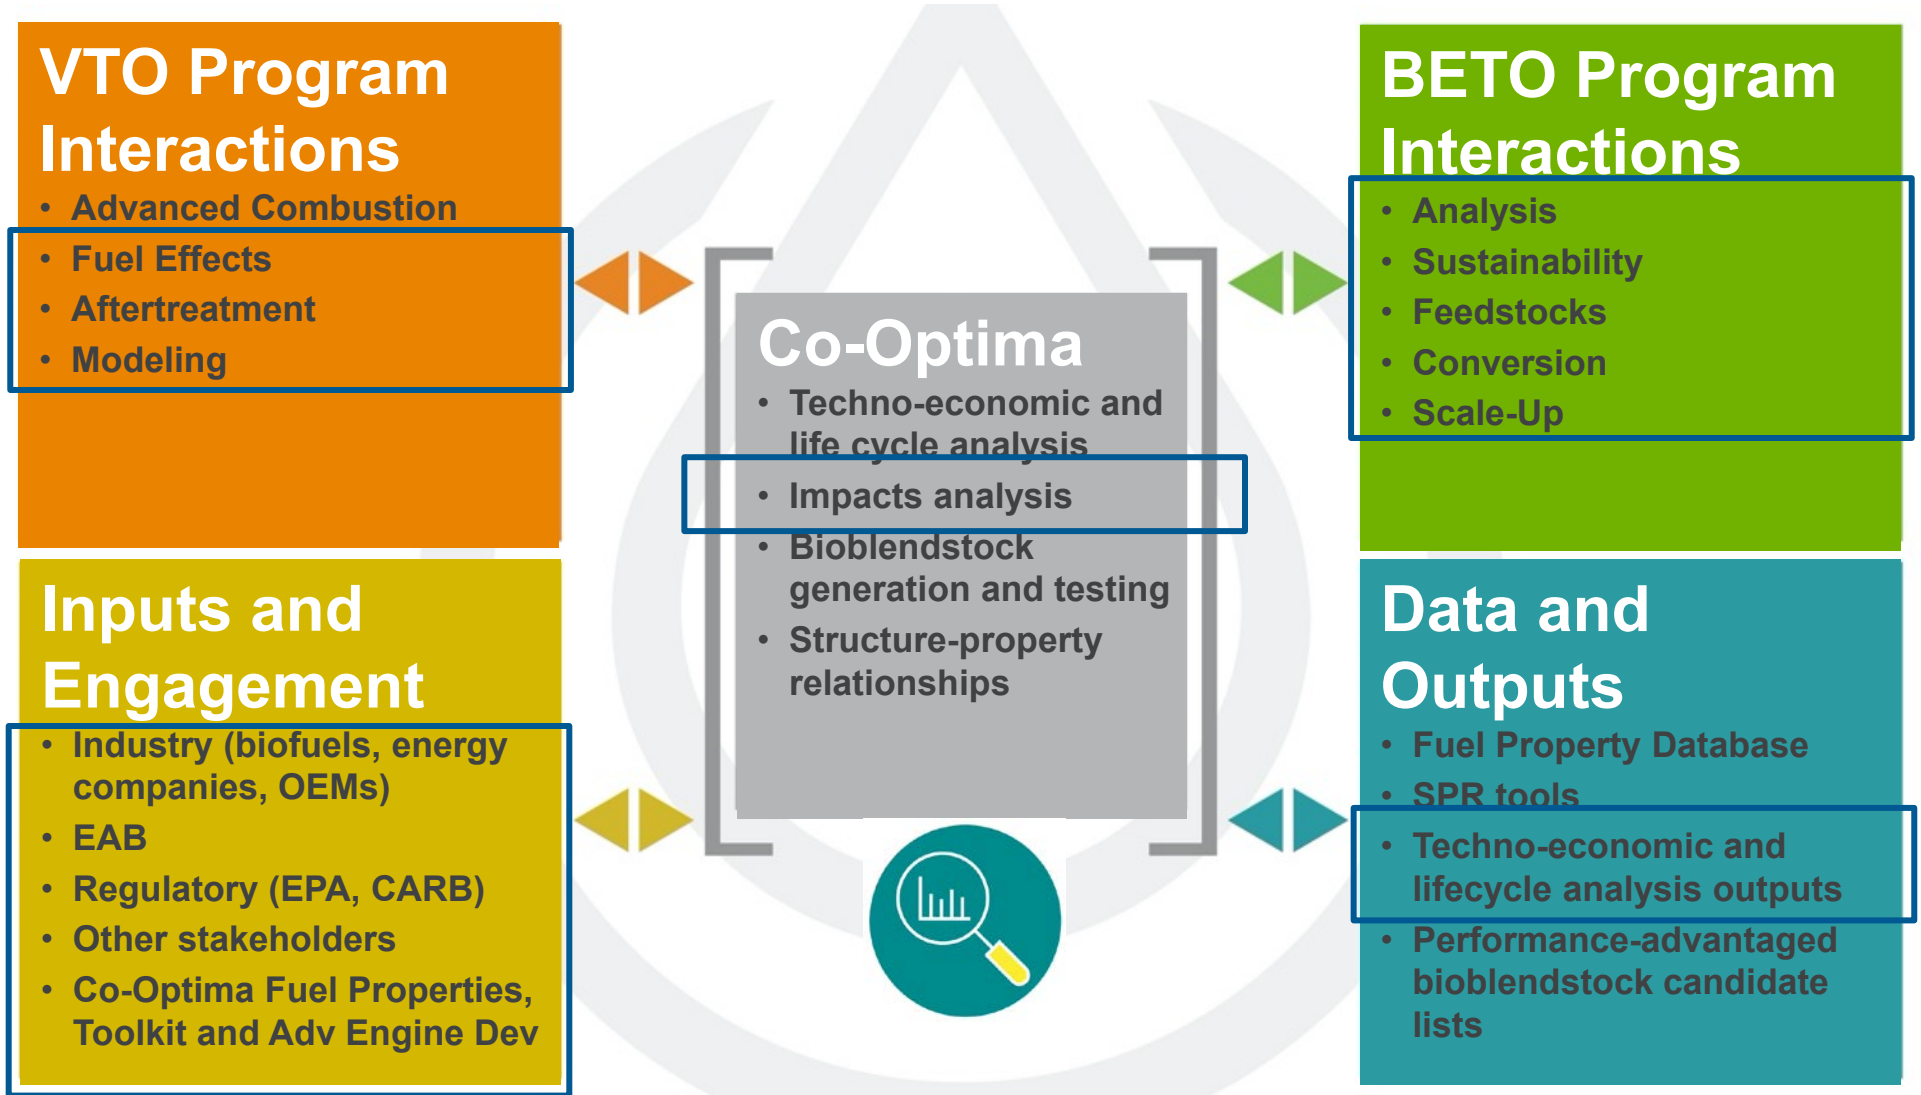 VTO Program
Interactions
• Advanced Combustion
• Fuel Effects
• Aftertreatment
• Modeling
Inputs and
Engagement
• Industry (biofuels, energy
companies, OEMs)
• EAB
• Regulatory (EPA, CARB)
• Other stakeholders
• Co-Optima Fuel Properties,
Toolkit and Adv Engine Dev
Co-Optima
• Techno-economic and
life cycle analysis
• Impacts analysis
• Bioblendstock
generation and testing
• Structure-property
relationships
BETO Program
Interactions
• Analysis
• Sustainability
• Feedstocks
• Conversion
• Scale-Up
Data and
Outputs
• Fuel Property Database
• SPR tools
• Techno-economic and
lifecycle analysis outputs
• Performance-advantaged
bioblendstock candidate
lists